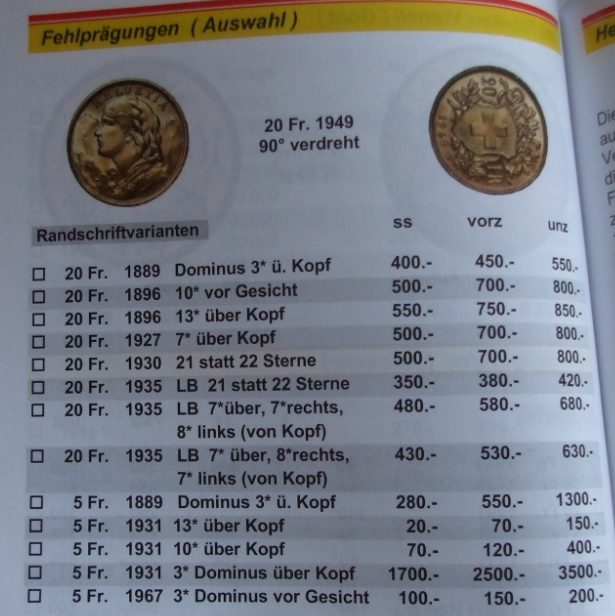 Fehlprägungen ( Auswahl )
He
HELVETIA
20 Fr. 1949
90° verdreht
Randschriftvarianten ss vorz unz
20 Fr. 1889 Dominus 3* ü. Kopf 400.- 450.- 550.-
20 Fr. 1896 10* vor Gesicht 500.- 700.- 800.-
20 Fr. 1896 13* über Kopf 550.- 750.- 850.-
20 Fr. 1927 7* über Kopf 500.- 700.- 800.-
20 Fr. 1930 21 statt 22 Sterne 500.- 700.- 800.-
20 Fr. 1935 LB 21 statt 22 Sterne 350.- 380.- 420.-
20 Fr. 1935 LB 7*über, 7*rechts, 480.- 580.- 680.-
8* links (von Kopf)
20 Fr. 1935 LB 7* über, 8*rechts, 430.- 530.- 630.-
7* links (von Kopf)
5 Fr. 1889 Dominus 3* ü. Kopf 280.- 550.- 1300.-
5 Fr. 1931 13* über Kopf 20.- 70.- 150.-
5 Fr. 1931 10* über Kopf 70.- 120.- 400.-
5 Fr. 1931 3* Dominus über Kopf 1700.- 2500.- 3500.-
5 Fr. 1967 3* Dominus vor Gesicht 100.- 150.- 200.-